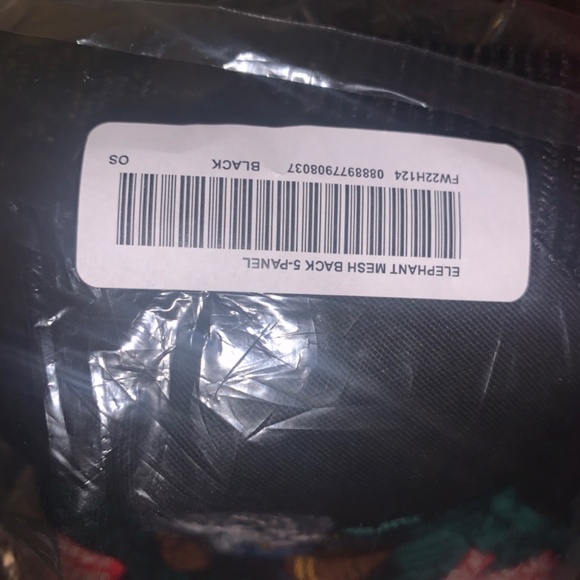 ELEPHANT MESH BACK 5-PANEL
FW22H124 0888977908037 BLACK OS